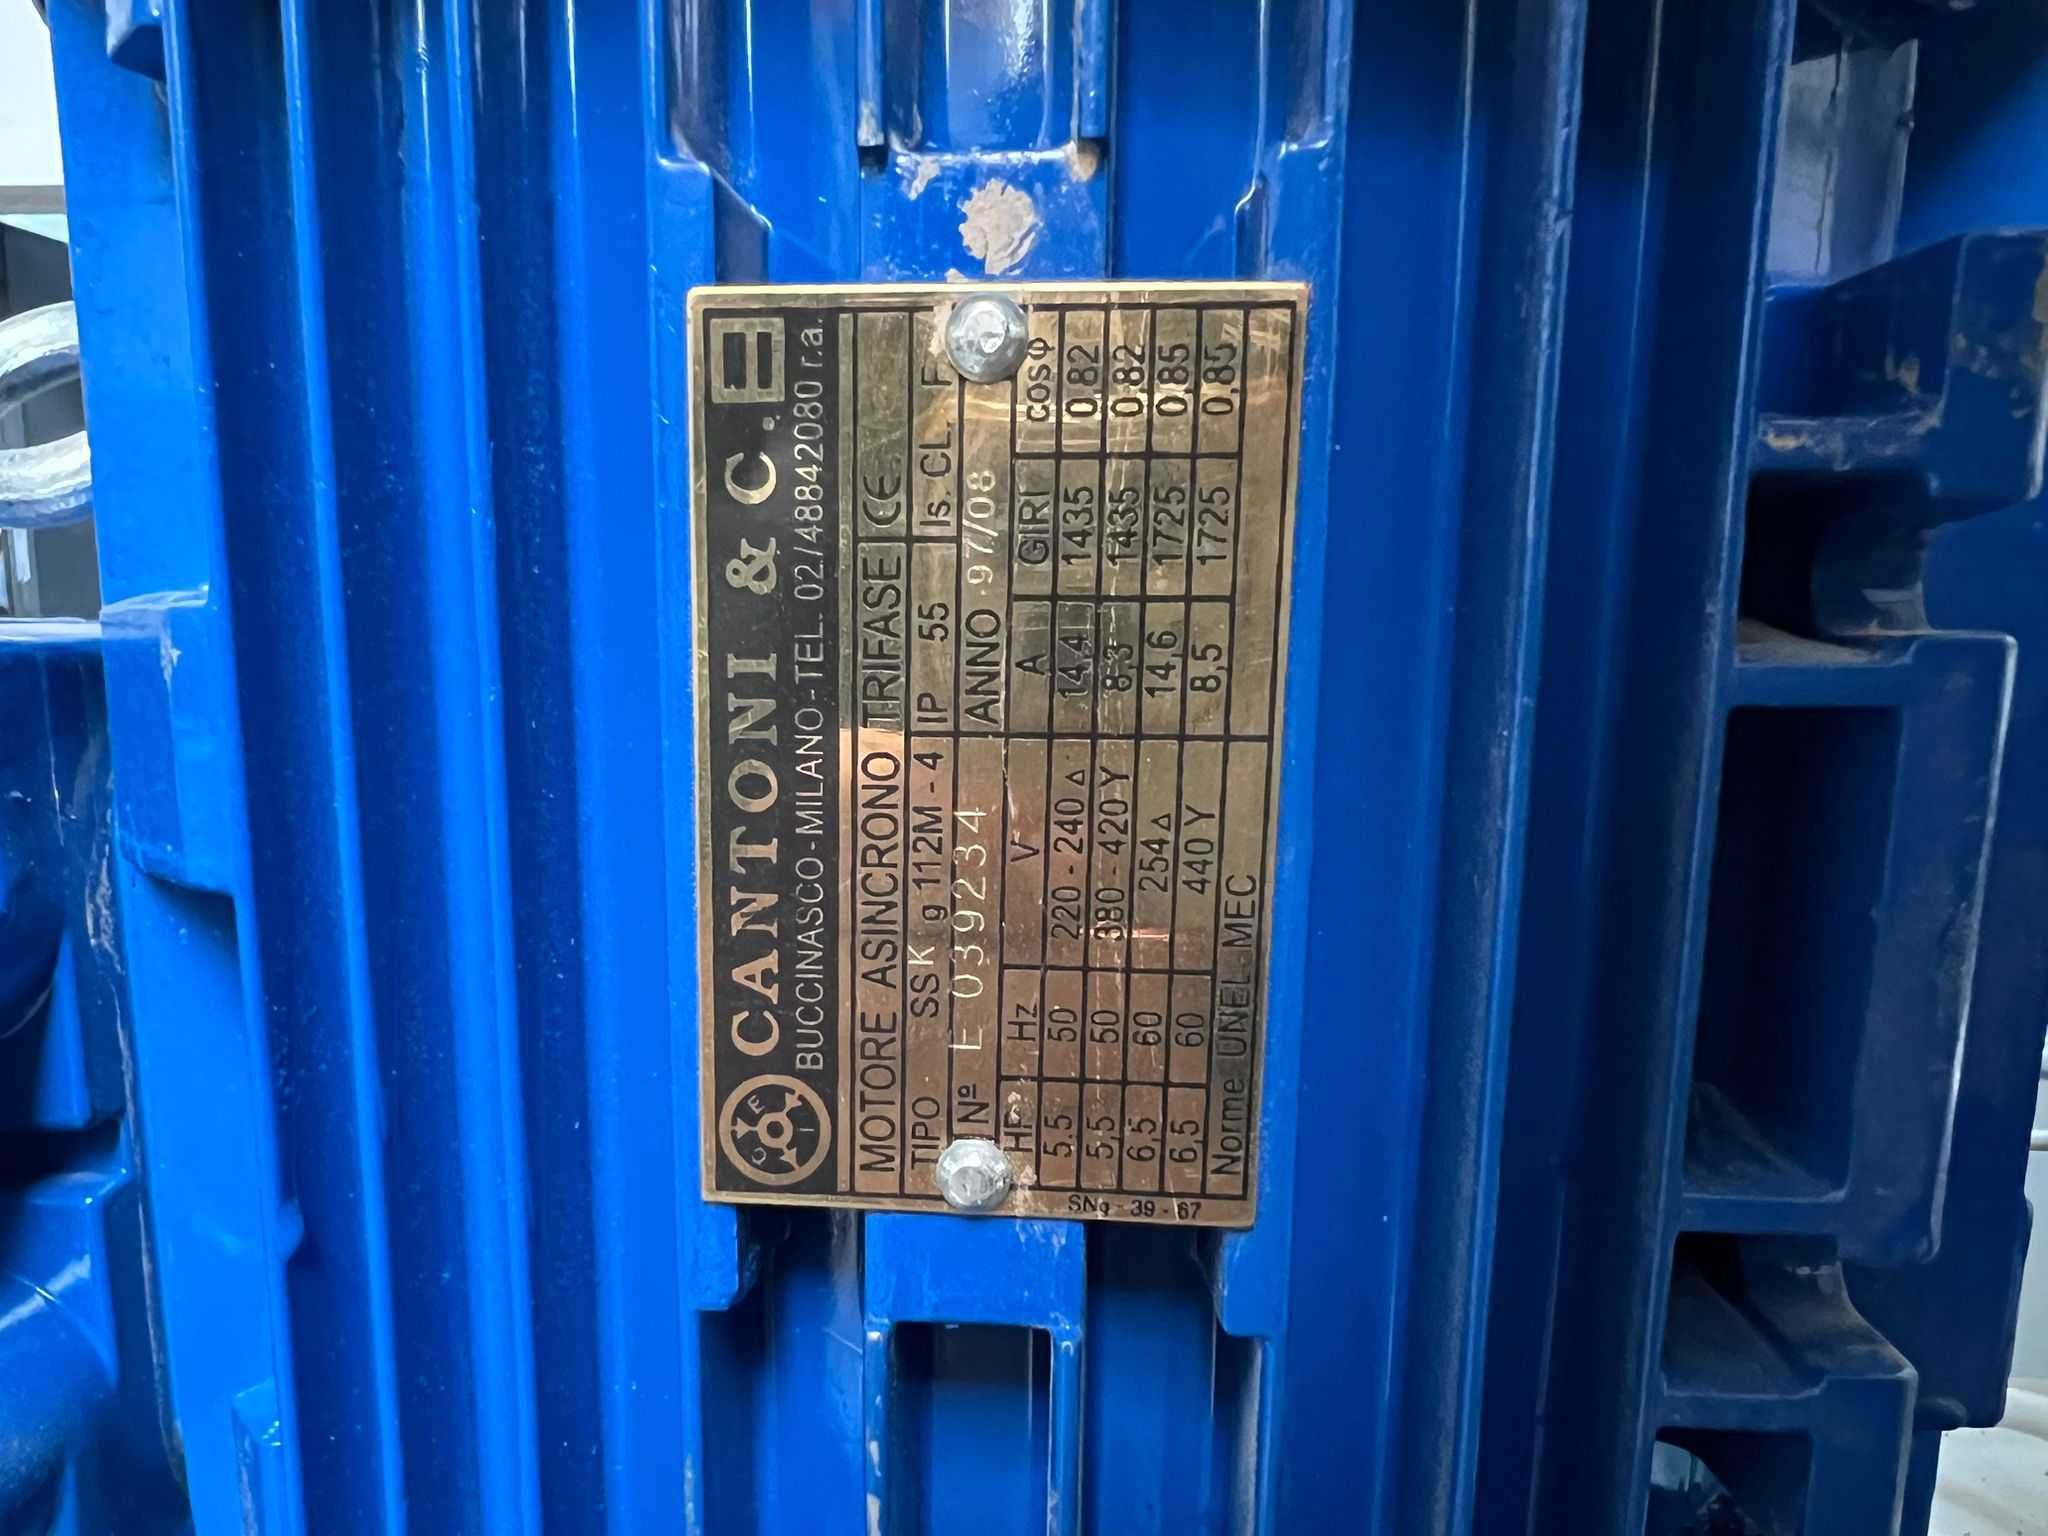 OVEI
CANTONI & C.
BUCCINASCO-MILANO-TEL. 02/48842080 r.a.
MOTORE ASINCRONO TRIFASE CE
TIPO SSK g 112M - 4 IP 55 Is. CL. F
Nº E 039234 ANNO 97/08
HP Hz V A GIRI cosφ
5.5 50 220 - 240 △ 14,4 1435 0,82
5,5 50 380 - 420 Y 8,3 1435 0,82
6,5 60 254 △ 14,6 1725 0,85
6,5 60 440 Y 8,5 1725 0,85
Norme UNEL-MEC
SNg - 39 - 67